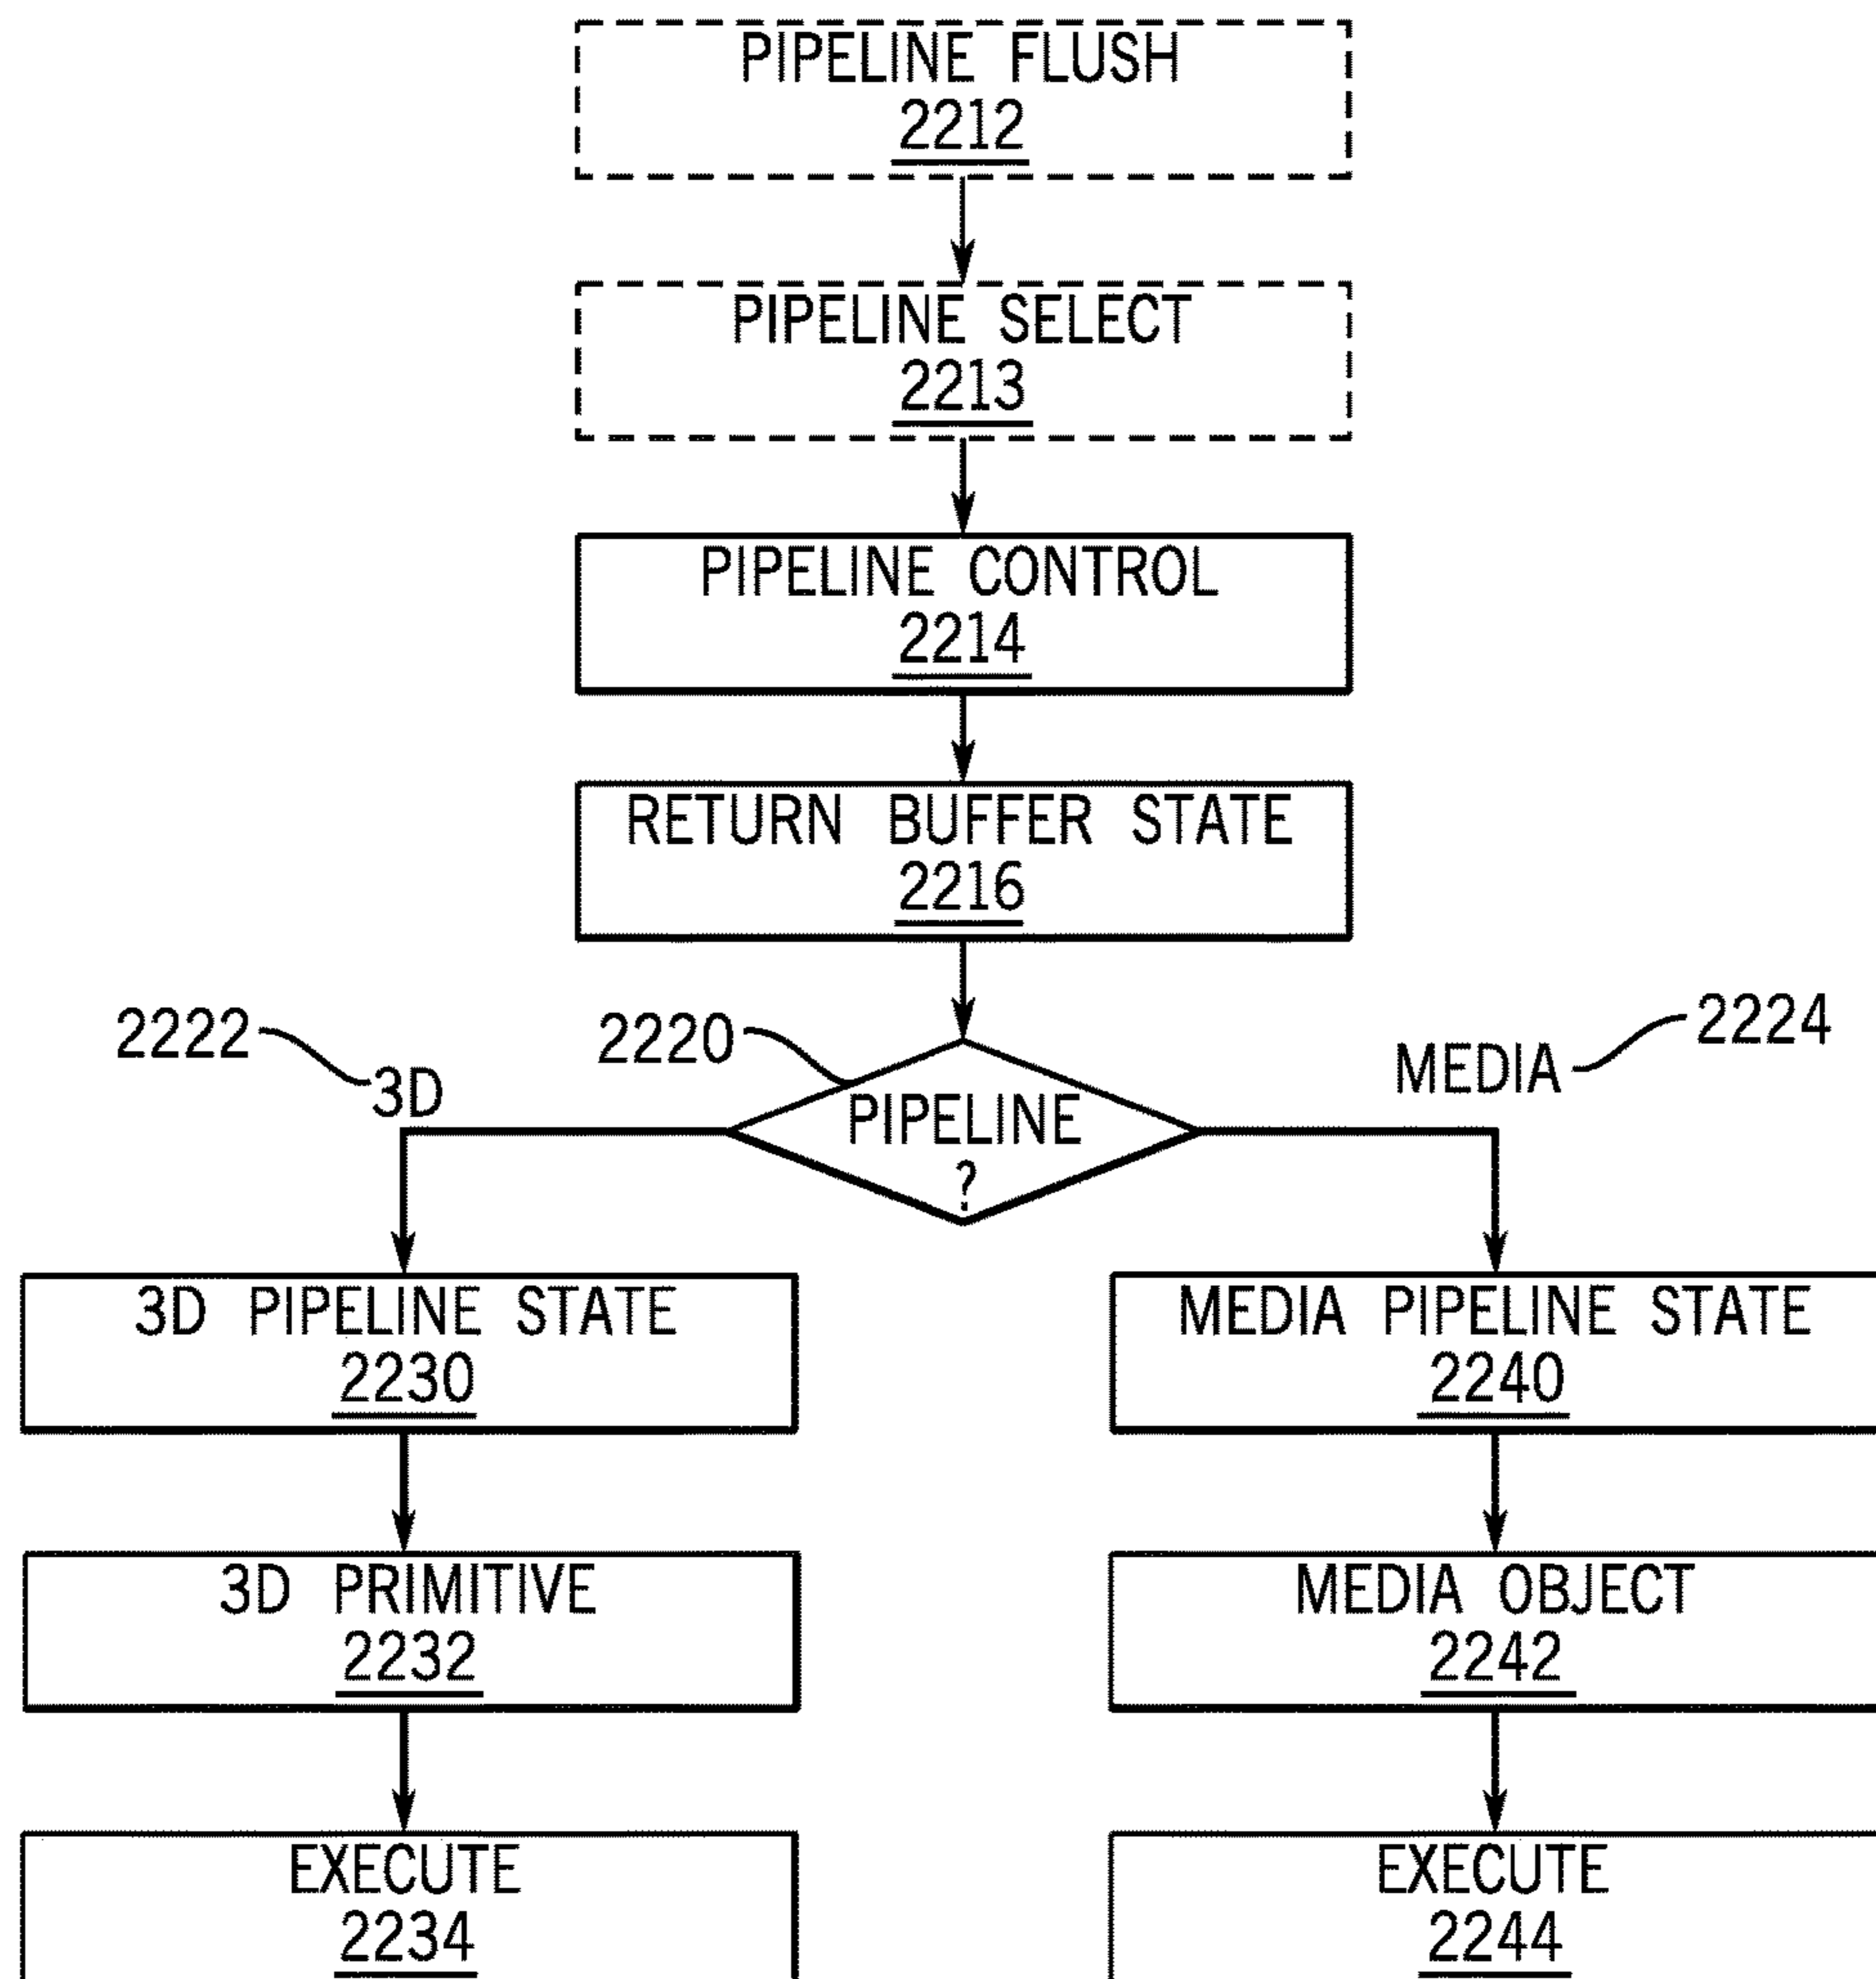 PIPELINE FLUSH
2212
PIPELINE SELECT
2213
PIPELINE CONTROL
2214
RETURN BUFFER STATE
2216
2222
3D
2220
PIPELINE
?
MEDIA
2224
3D PIPELINE STATE
2230
MEDIA PIPELINE STATE
2240
3D PRIMITIVE
2232
MEDIA OBJECT
2242
EXECUTE
2234
EXECUTE
2244